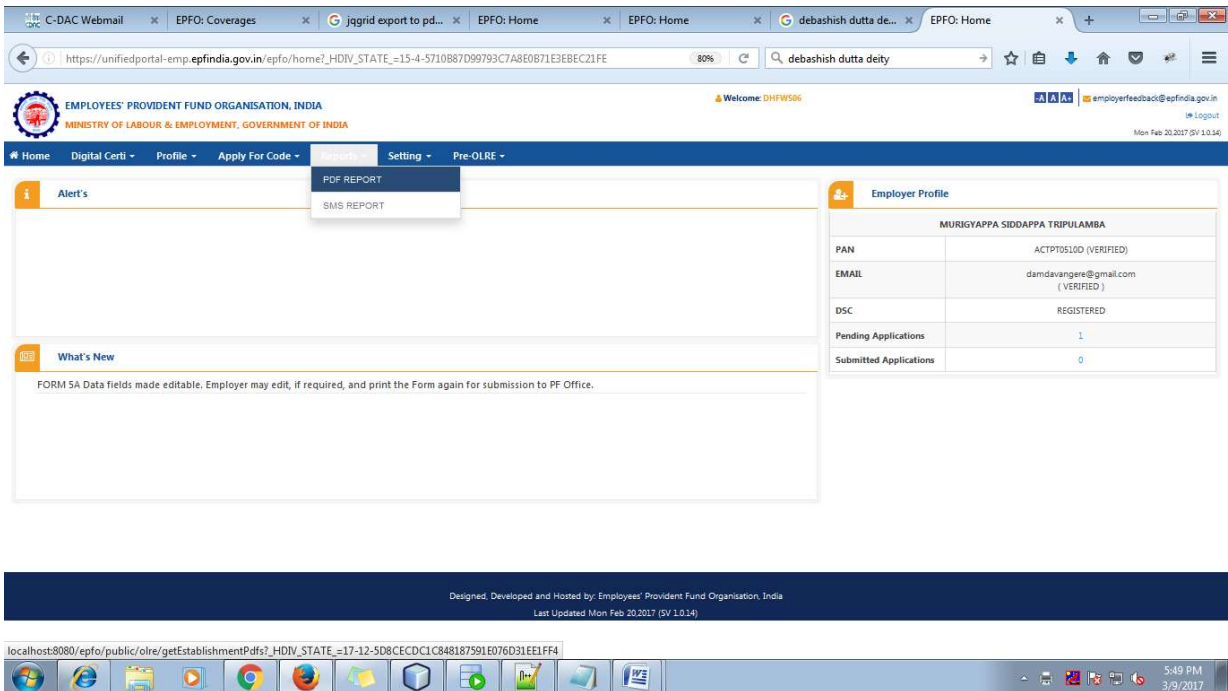 C-DAC Webmail
EPFO: Coverages
jqgrid export to pd...
EPFO: Home
EPFO: Home
debashish dutta de...
EPFO: Home
https://unifiedportal-emp.epfindia.gov.in/epfo/home?_HDIV_STATE_=15-4-5710B87D99793C7A8E0B71E3EBEC21FE
80%
debashish dutta deity
EMPLOYEES' PROVIDENT FUND ORGANISATION, INDIA
MINISTRY OF LABOUR & EMPLOYMENT, GOVERNMENT OF INDIA
Welcome: DHFWS06
-A A A+
employerfeedback@epfindia.gov.in
Logout
Mon Feb 20,2017 (SV 1.0.14)
Home Digital Certi Profile Apply For Code Reports Setting Pre-OLRE
PDF REPORT
SMS REPORT
Alert's
What's New
FORM 5A Data fields made editable. Employer may edit, if required, and print the Form again for submission to PF Office.
Employer Profile
MURIGYAPPA SIDDAPPA TRIPULAMBA
PAN ACTPT0510D (VERIFIED)
EMAIL damdavangere@gmail.com
( VERIFIED )
DSC REGISTERED
Pending Applications 1
Submitted Applications 0
Designed, Developed and Hosted by: Employees' Provident Fund Organisation, India
Last Updated Mon Feb 20,2017 (SV 1.0.14)
localhost:8080/epfo/public/olre/getEstablishmentPdfs?_HDIV_STATE_=17-12-5D8CECDC1C848187591E076D31EE1FF4
5:49 PM
3/9/2017